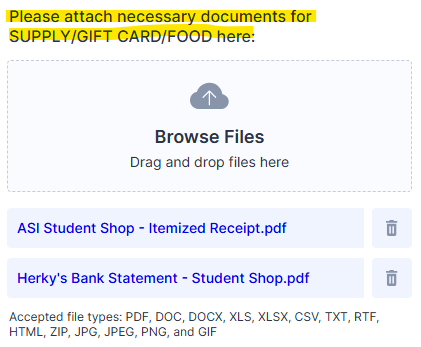 Please attach necessary documents for
SUPPLY/GIFT CARD/FOOD here:
Browse Files
Drag and drop files here
ASI Student Shop - Itemized Receipt.pdf
Herky's Bank Statement - Student Shop.pdf
Accepted file types: PDF, DOC, DOCX, XLS, XLSX, CSV, TXT, RTF,
HTML, ZIP, JPG, JPEG, PNG, and GIF